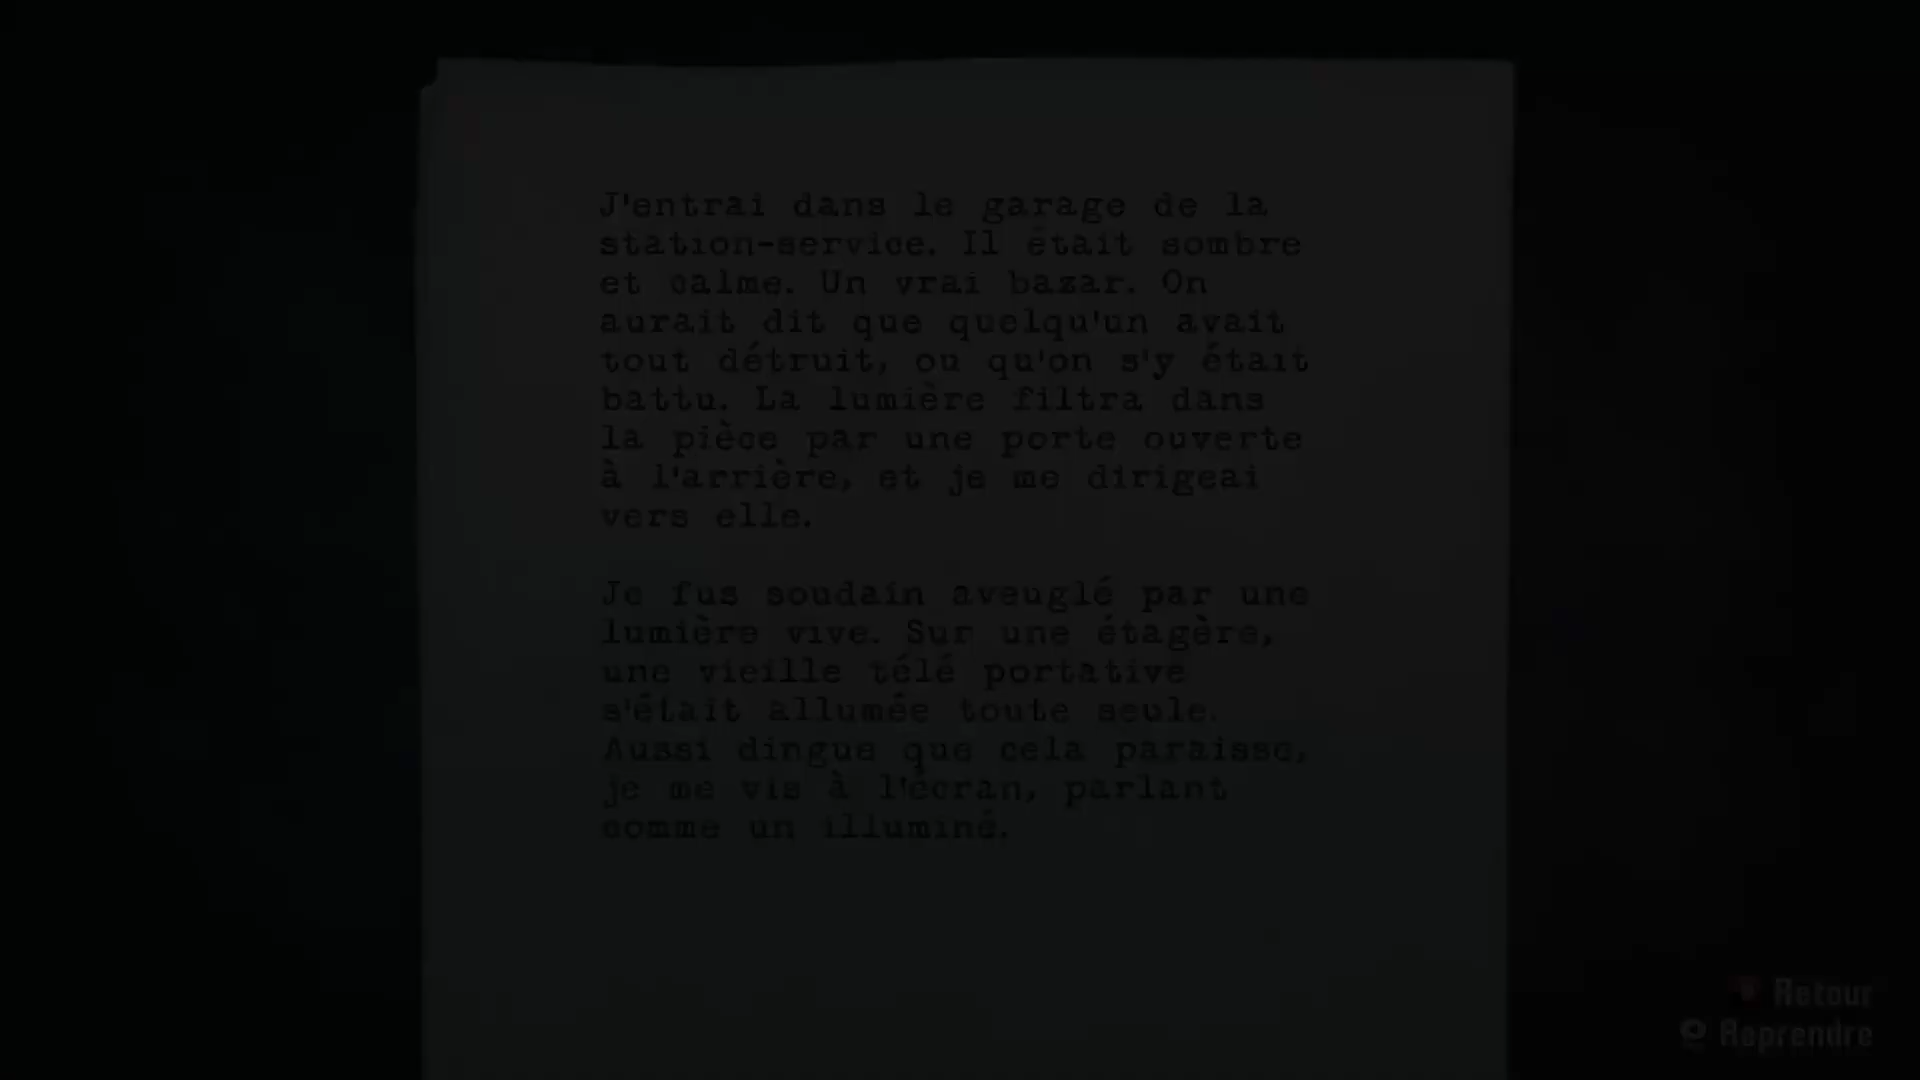 J'entrai dans le garage de la
station-service. Il était sombre
et calme. Un vrai bazar. On
aurait dit que quelqu'un avait
tout détruit, ou qu'on s'y était
battu. La lumière filtra dans
la pièce par une porte ouverte
à l'arrière, et je me dirigeai
vers elle.
Je fus soudain aveuglé par une
lumière vive. Sur une étagère,
une vieille télé portative
s'était allumée toute seule.
Aussi dingue que cela paraisse,
je me vis à l'écran, parlant
comme un illuminé.
Retour
Reprendre